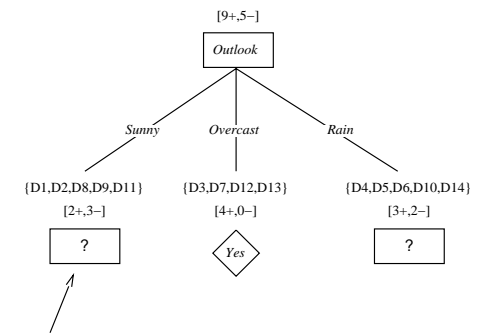 [9+,5−]
Outlook
Sunny Overcast Rain
{D1,D2,D8,D9,D11} {D3,D7,D12,D13} {D4,D5,D6,D10,D14}
[2+,3−] [4+,0−] [3+,2−]
? Yes ?